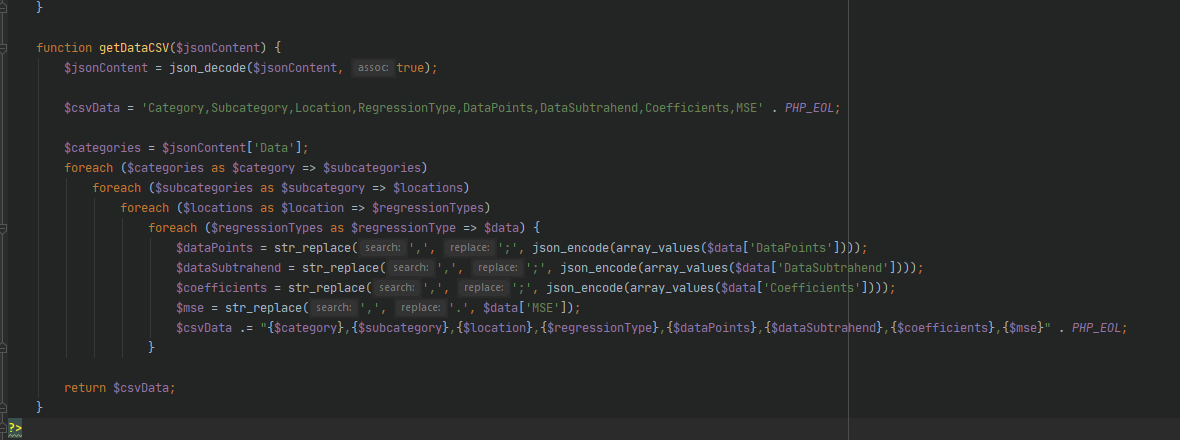 }
function getDataCSV($jsonContent) {
$jsonContent = json_decode($jsonContent, assoc: true);
$csvData = 'Category,Subcategory,Location,RegressionType,DataPoints,DataSubtrahend,Coefficients,MSE' . PHP_EOL;
$categories = $jsonContent['Data'];
foreach ($categories as $category => $subcategories)
foreach ($subcategories as $subcategory => $locations)
foreach ($locations as $location => $regressionTypes)
foreach ($regressionTypes as $regressionType => $data) {
$dataPoints = str_replace( search: ',', replace: ';', json_encode(array_values($data['DataPoints'])));
$dataSubtrahend = str_replace( search: ',', replace: ';', json_encode(array_values($data['DataSubtrahend'])));
$coefficients = str_replace( search: ',', replace: ';', json_encode(array_values($data['Coefficients'])));
$mse = str_replace( search: ',', replace: '.', $data['MSE']);
$csvData .= "{$category},{$subcategory},{$location},{$regressionType},{$dataPoints},{$dataSubtrahend},{$coefficients},{$mse}" . PHP_EOL;
}
return $csvData;
}
?>